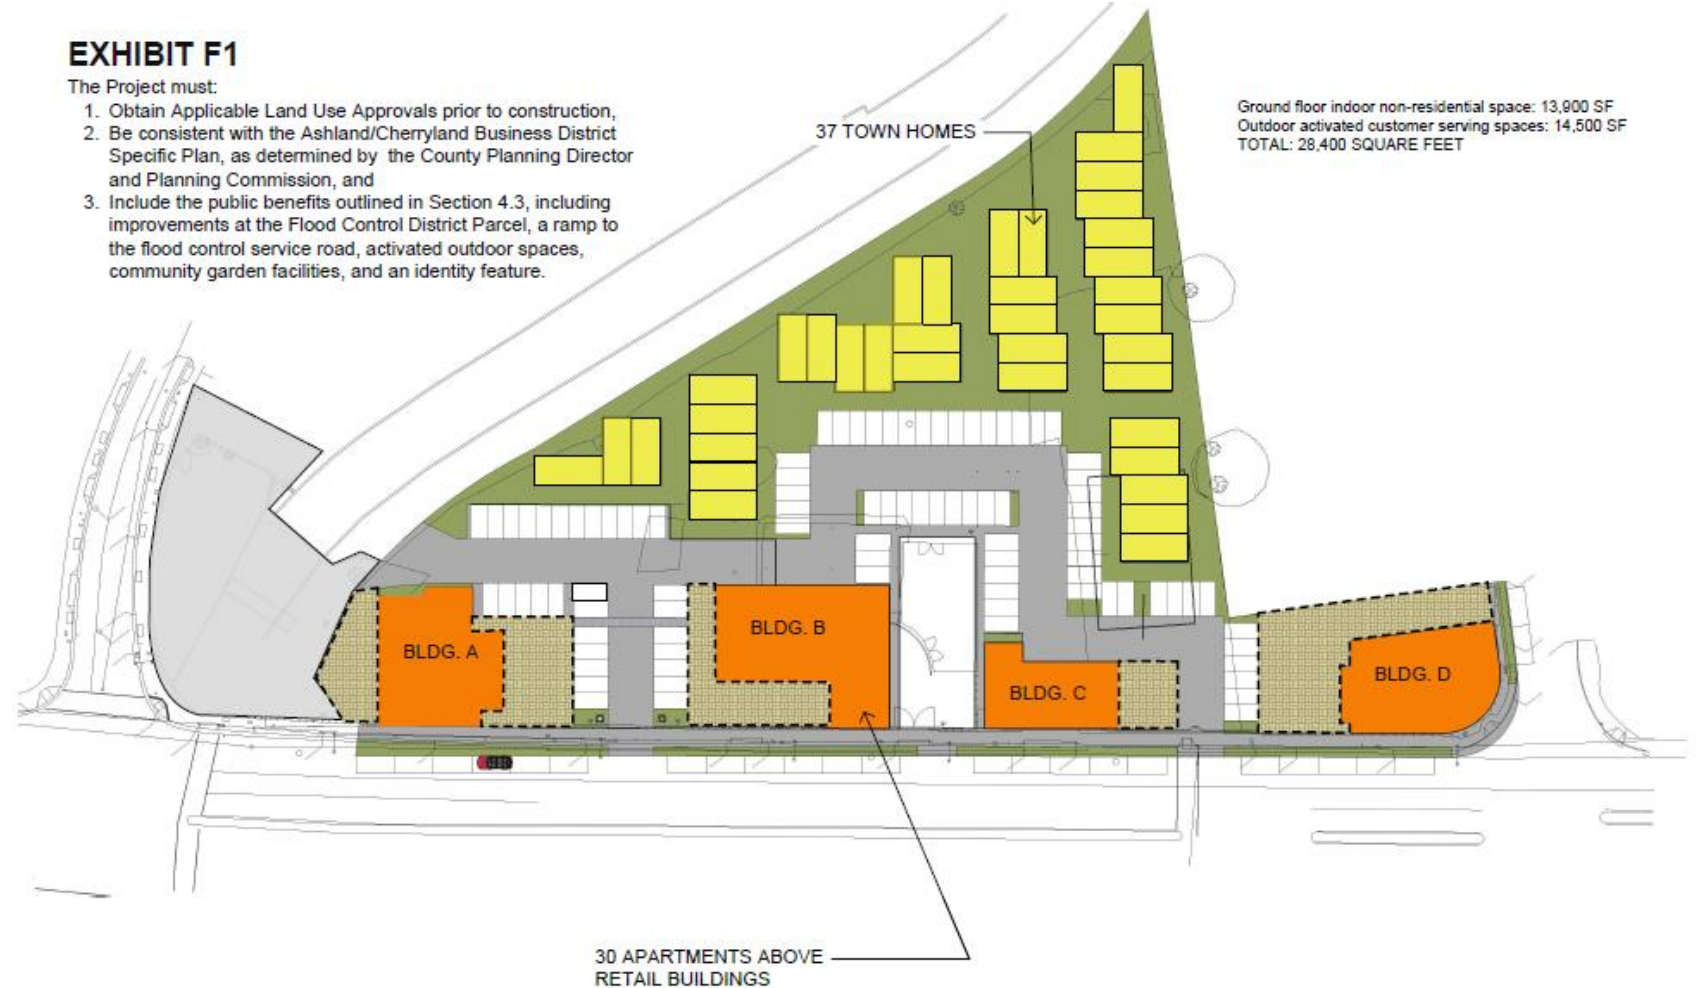 EXHIBIT F1
The Project must:
1. Obtain Applicable Land Use Approvals prior to construction,
2. Be consistent with the Ashland/Cherryland Business District
Specific Plan, as determined by the County Planning Director
and Planning Commission, and
3. Include the public benefits outlined in Section 4.3, including
improvements at the Flood Control District Parcel, a ramp to
the flood control service road, activated outdoor spaces,
community garden facilities, and an identity feature.
Ground floor indoor non-residential space: 13,900 SF
Outdoor activated customer serving spaces: 14,500 SF
TOTAL: 28,400 SQUARE FEET
37 TOWN HOMES
BLDG. A
BLDG. B
BLDG. C
BLDG. D
30 APARTMENTS ABOVE
RETAIL BUILDINGS